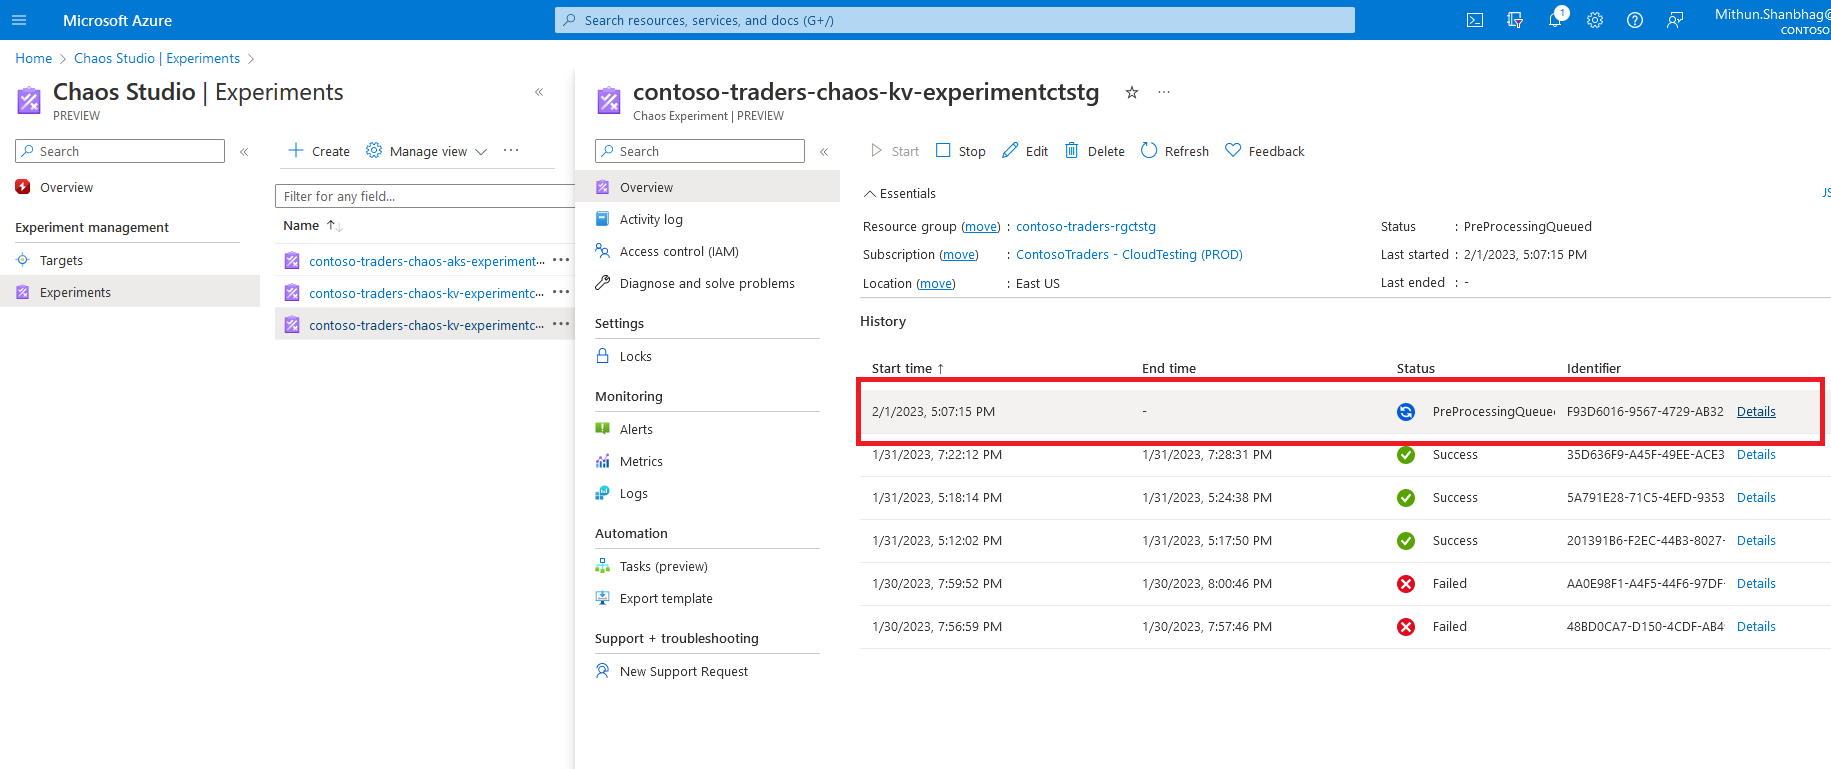 Microsoft Azure
Search resources, services, and docs (G+/)
1
Mithun.Shanbhag@
CONTOSO
Home > Chaos Studio | Experiments >
Chaos Studio | Experiments
PREVIEW
Search
Overview
Experiment management
Targets
Experiments
Create
Manage view
Filter for any field...
Name
contoso-traders-chaos-aks-experiment...
contoso-traders-chaos-kv-experimentc...
contoso-traders-chaos-kv-experimentc...
contoso-traders-chaos-kv-experimentctstg
Chaos Experiment | PREVIEW
Search
Overview
Activity log
Access control (IAM)
Diagnose and solve problems
Settings
Locks
Monitoring
Alerts
Metrics
Logs
Automation
Tasks (preview)
Export template
Support + troubleshooting
New Support Request
Start Stop Edit Delete Refresh Feedback
Essentials
JS
Resource group (move) : contoso-traders-rgctstg
Subscription (move) : ContosoTraders - CloudTesting (PROD)
Location (move) : East US
Status : PreProcessingQueued
Last started : 2/1/2023, 5:07:15 PM
Last ended : -
History
Start time ↑ End time Status Identifier
2/1/2023, 5:07:15 PM - PreProcessingQueued F93D6016-9567-4729-AB32 Details
1/31/2023, 7:22:12 PM 1/31/2023, 7:28:31 PM Success 35D636F9-A45F-49EE-ACE3 Details
1/31/2023, 5:18:14 PM 1/31/2023, 5:24:38 PM Success 5A791E28-71C5-4EFD-9353 Details
1/31/2023, 5:12:02 PM 1/31/2023, 5:17:50 PM Success 201391B6-F2EC-44B3-8027- Details
1/30/2023, 7:59:52 PM 1/30/2023, 8:00:46 PM Failed AA0E98F1-A4F5-44F6-97DF- Details
1/30/2023, 7:56:59 PM 1/30/2023, 7:57:46 PM Failed 48BD0CA7-D150-4CDF-AB4 Details